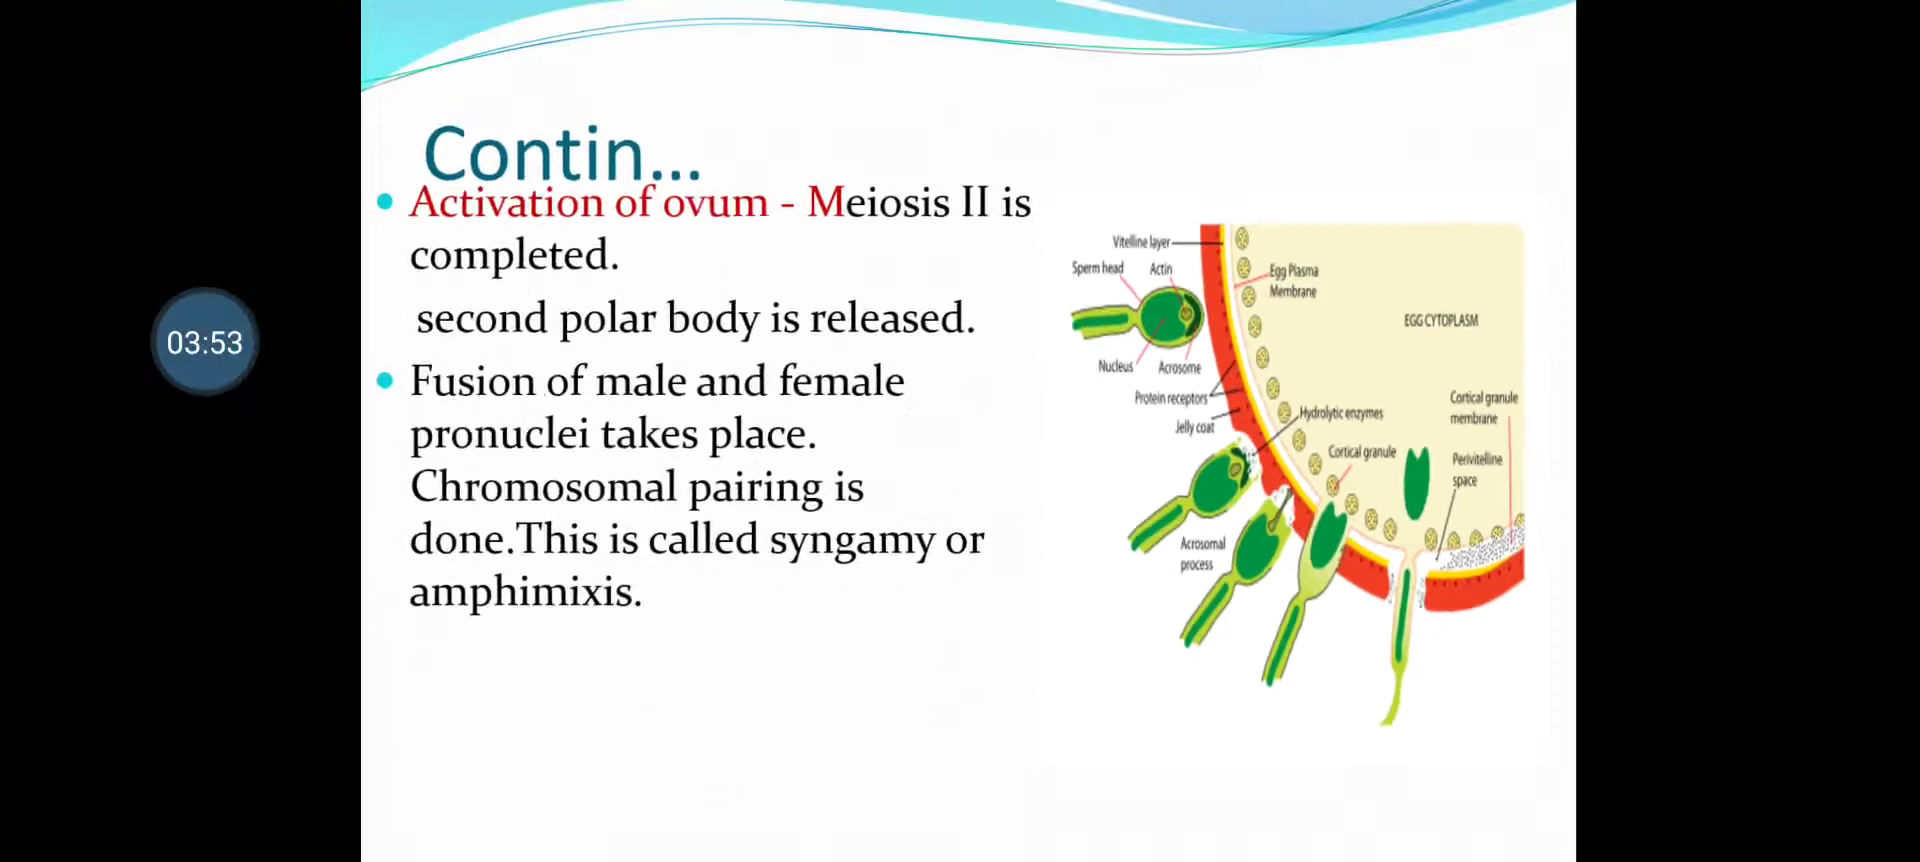 Contin...
Activation of ovum - Meiosis II is
completed.
second polar body is released.
Fusion of male and female
pronuclei takes place.
Chromosomal pairing is
done.This is called syngamy or
amphimixis.
03:53
Vitelline layer
Sperm head
Actin
Egg Plasma
Membrane
EGG CYTOPLASM
Nucleus
Acrosome
Protein receptors
Jelly coat
Hydrolytic enzymes
Cortical granule
membrane
Cortical granule
Perivitelline
space
Acrosomal
process